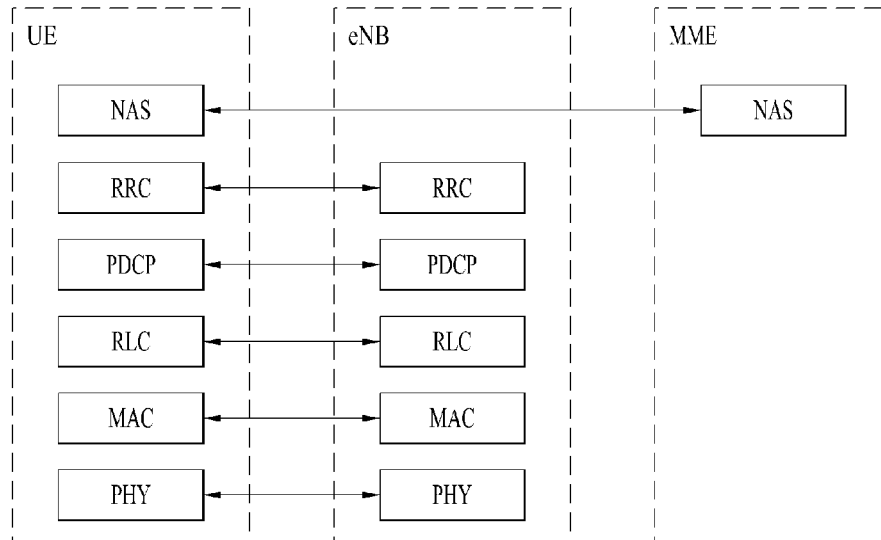 UE eNB MME
NAS NAS
RRC RRC
PDCP PDCP
RLC RLC
MAC MAC
PHY PHY